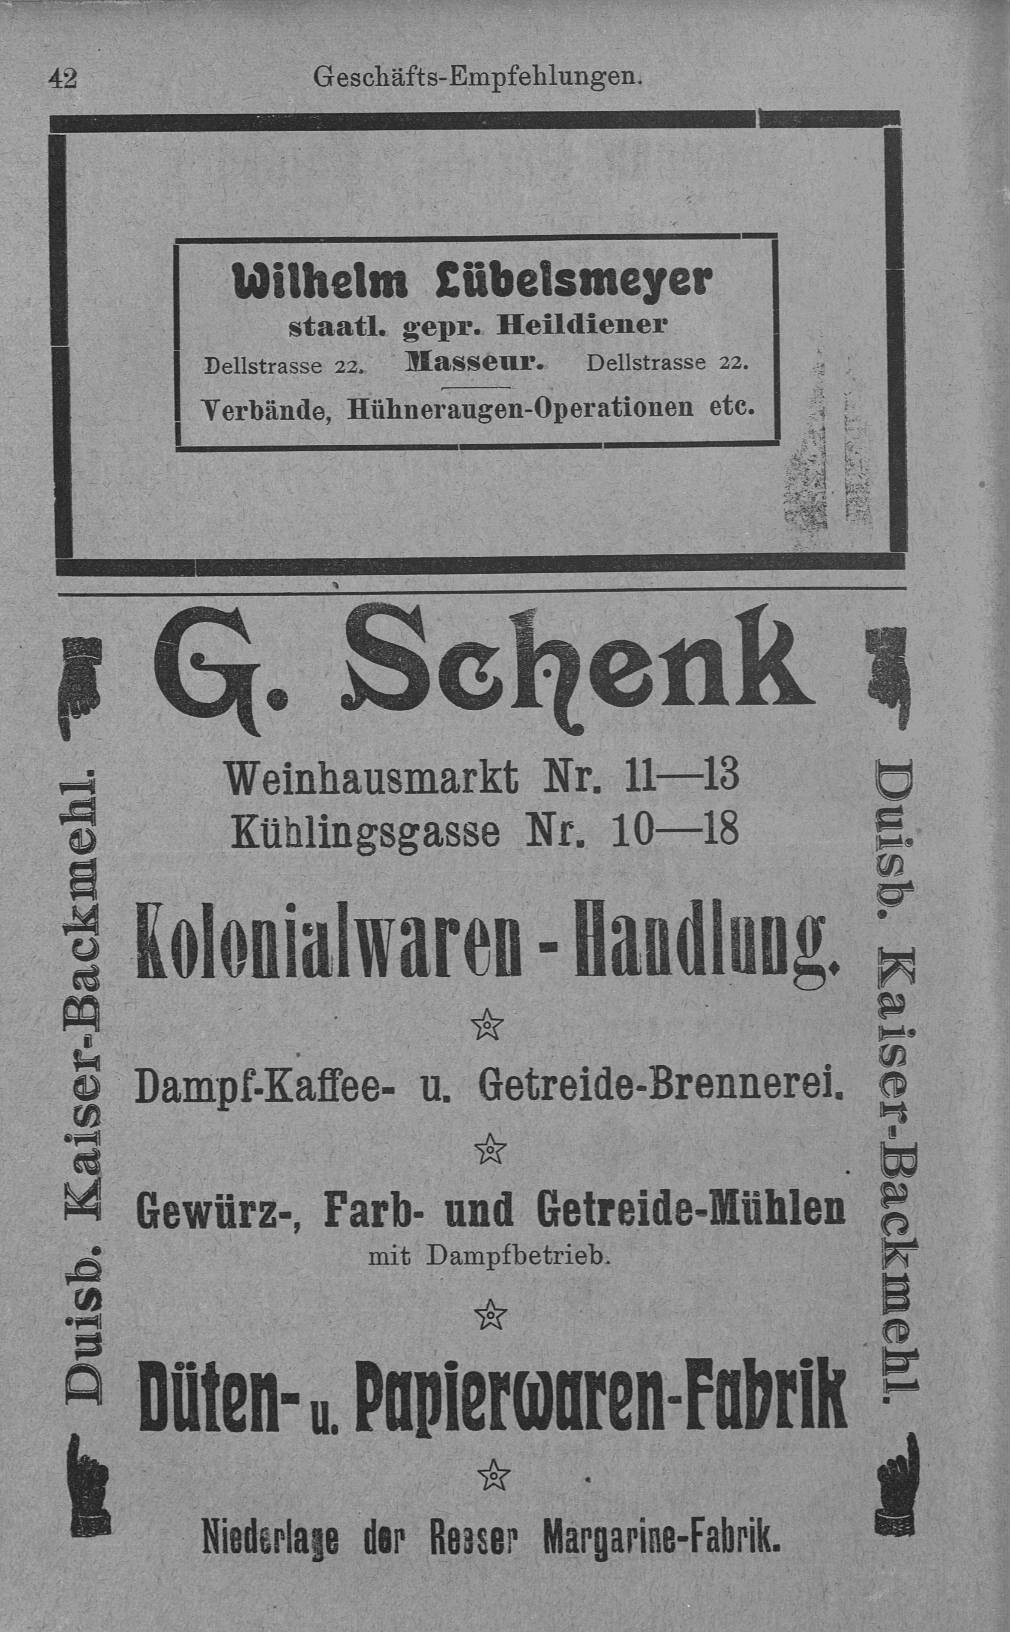 42
Geschäfts-Empfehlungen.
Wilhelm Lübelsmeyer
staatl. gepr. Heildiener
Dellstrasse 22. Masseur. Dellstrasse 22.
Verbände, Hühneraugen-Operationen etc.
G. Schenk
Weinhausmarkt Nr. 11—13
Kühlingsgasse Nr. 10—18
Kolonialwaren-Handlung.
Dampf-Kaffee- u. Getreide-Brennerei.
Gewürz-, Farb- und Getreide-Mühlen
mit Dampfbetrieb.
Düten- u. Papierwaren-Fabrik
Niederlage der Reeser Margarine-Fabrik.
Duisb. Kaiser-Backmehl.
Duisb. Kaiser-Backmehl.